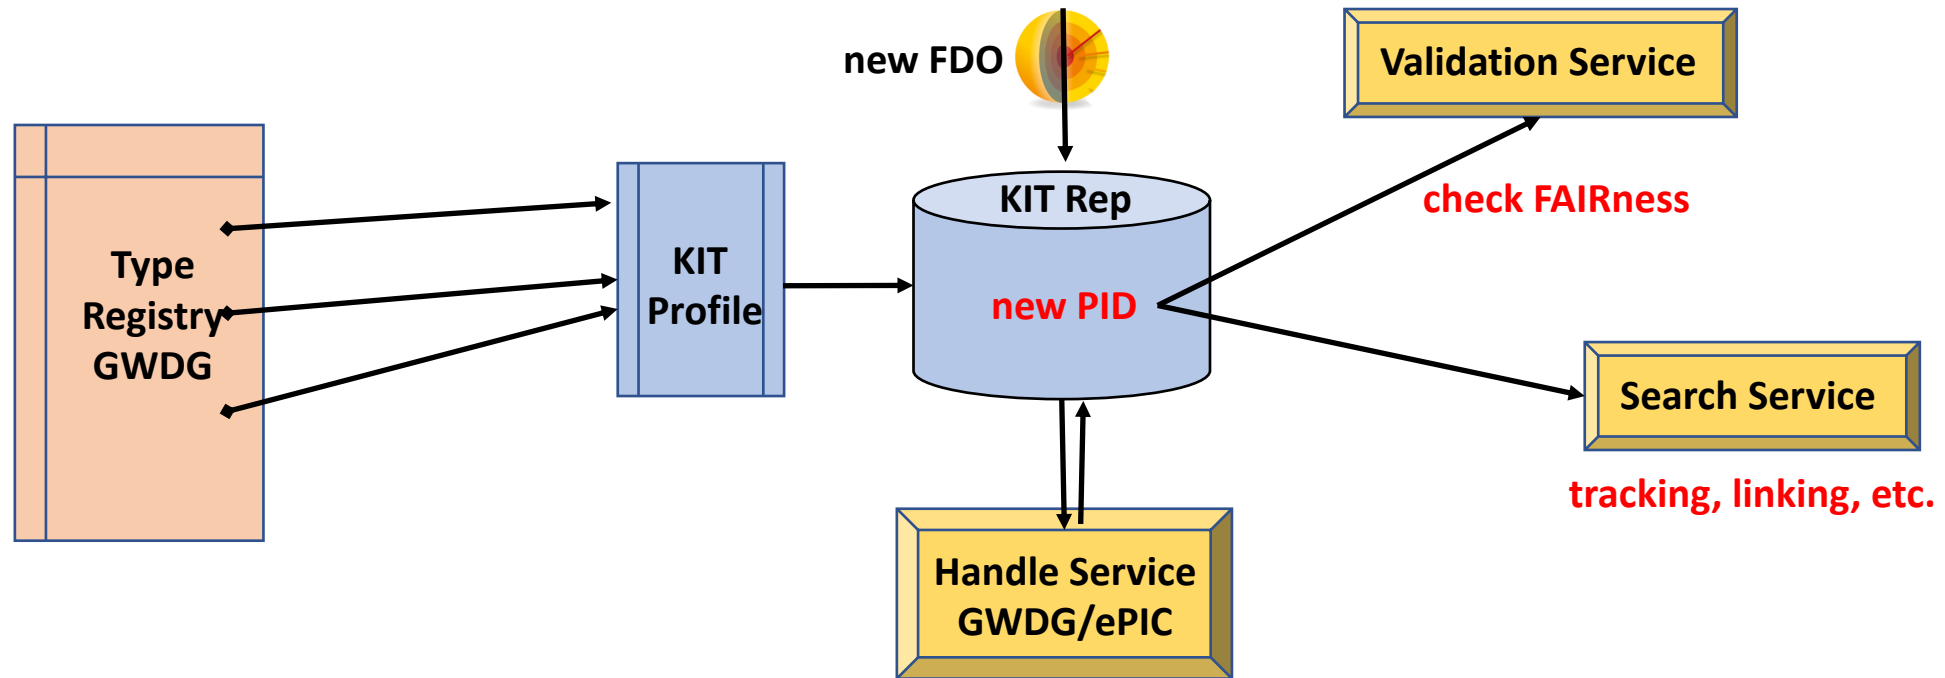 new FDO
Validation Service
check FAIRness
Type
Registry
GWDG
KIT
Profile
KIT Rep
new PID
Search Service
tracking, linking, etc.
Handle Service
GWDG/ePIC